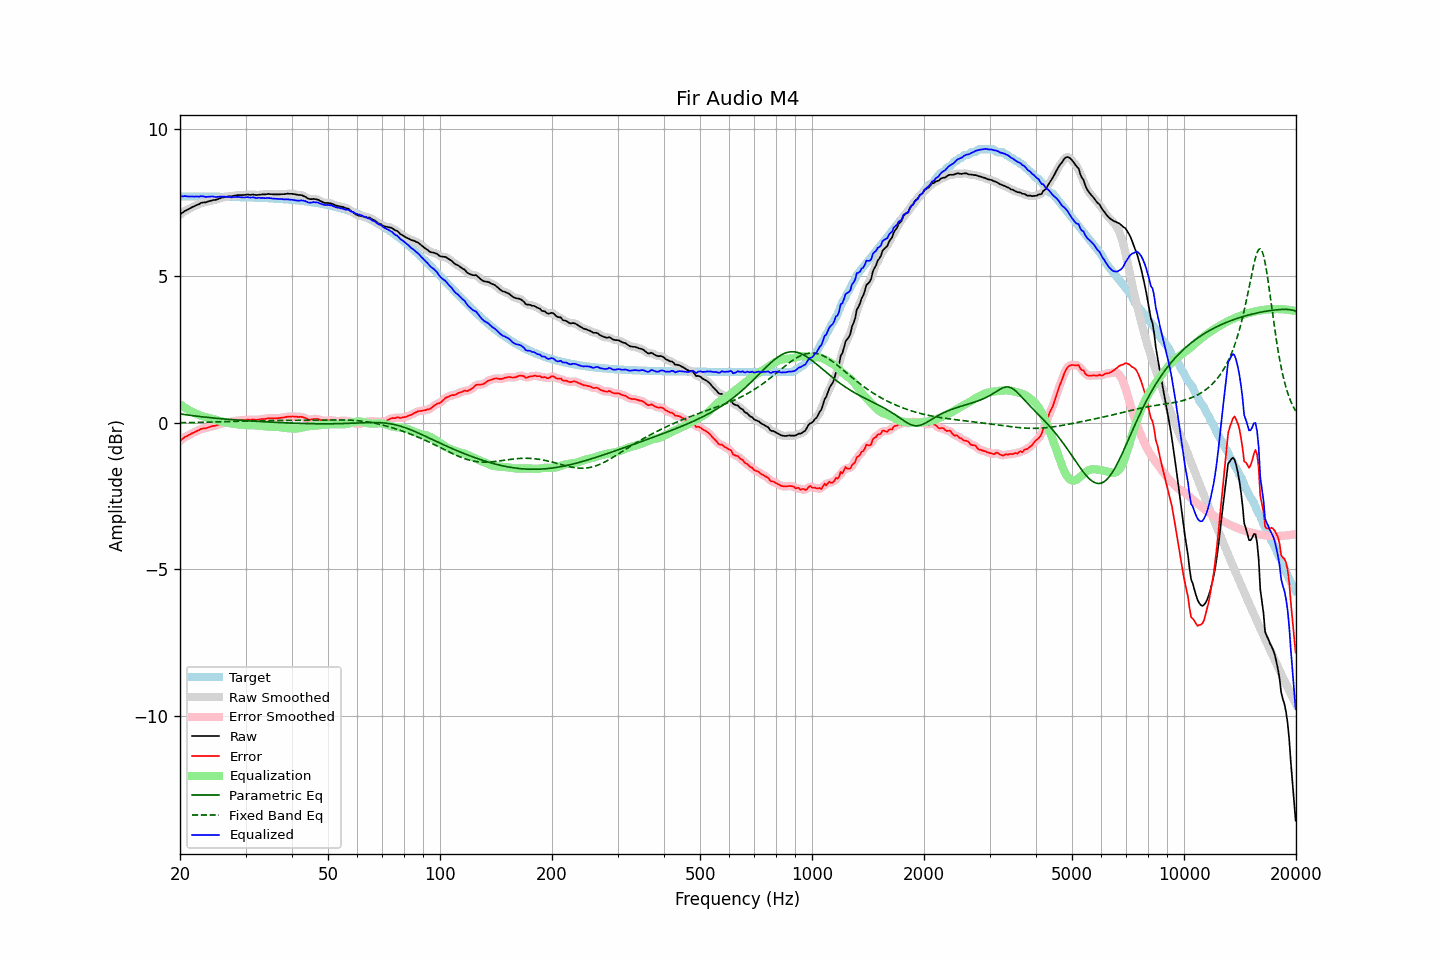 Fir Audio M4
10
5
0
−5
−10
Amplitude (dBr)
Target
Raw Smoothed
Error Smoothed
Raw
Error
Equalization
Parametric Eq
Fixed Band Eq
Equalized
20
50
100
200
500
1000
2000
5000
10000
20000
Frequency (Hz)